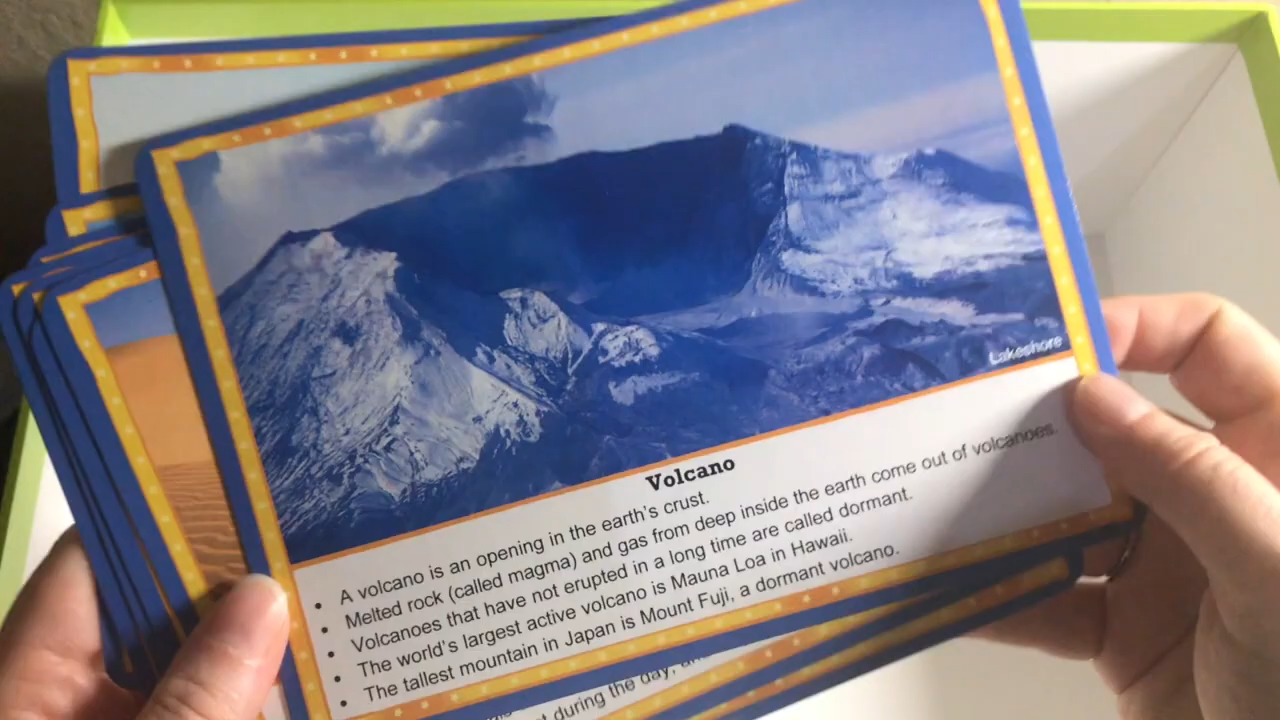 Lakeshore
Volcano
• A volcano is an opening in the earth's crust.
• Melted rock (called magma) and gas from deep inside the earth come out of volcanoes.
• Volcanoes that have not erupted in a long time are called dormant.
• The world's largest active volcano is Mauna Loa in Hawaii.
• The tallest mountain in Japan is Mount Fuji, a dormant volcano.
during the day,